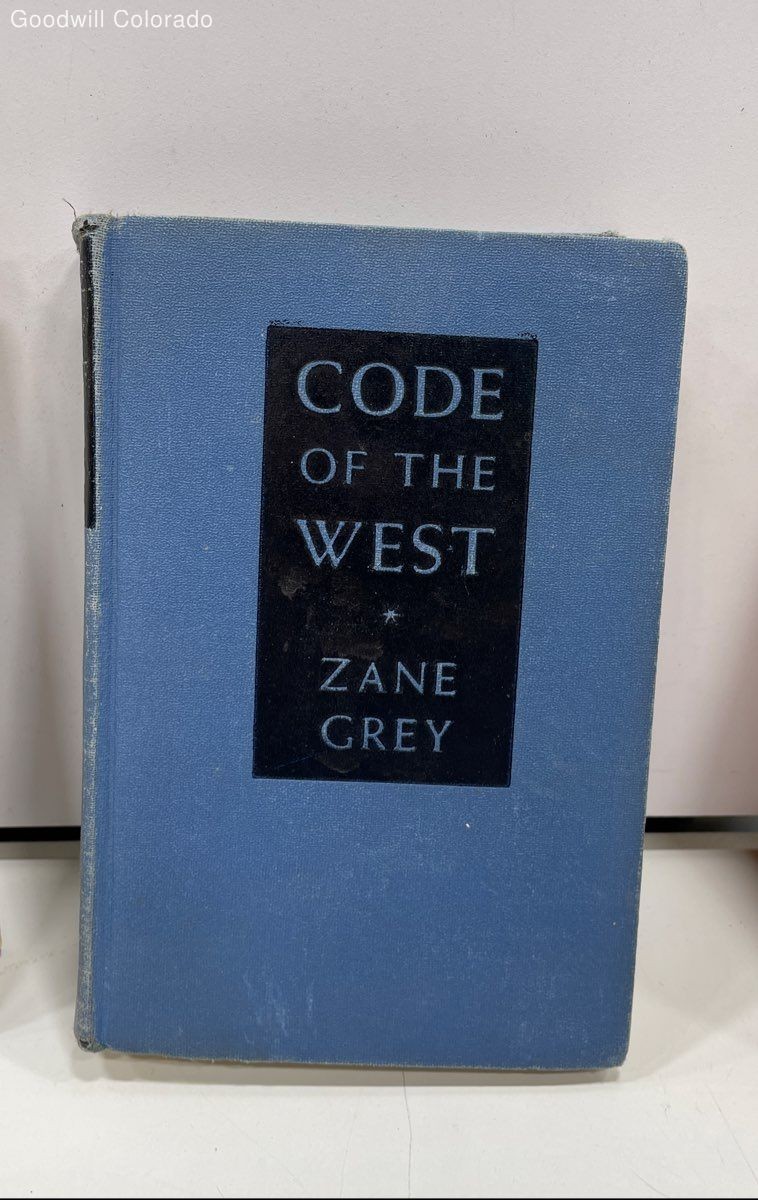 Goodwill Colorado
CODE
OF THE
WEST
ZANE
GREY